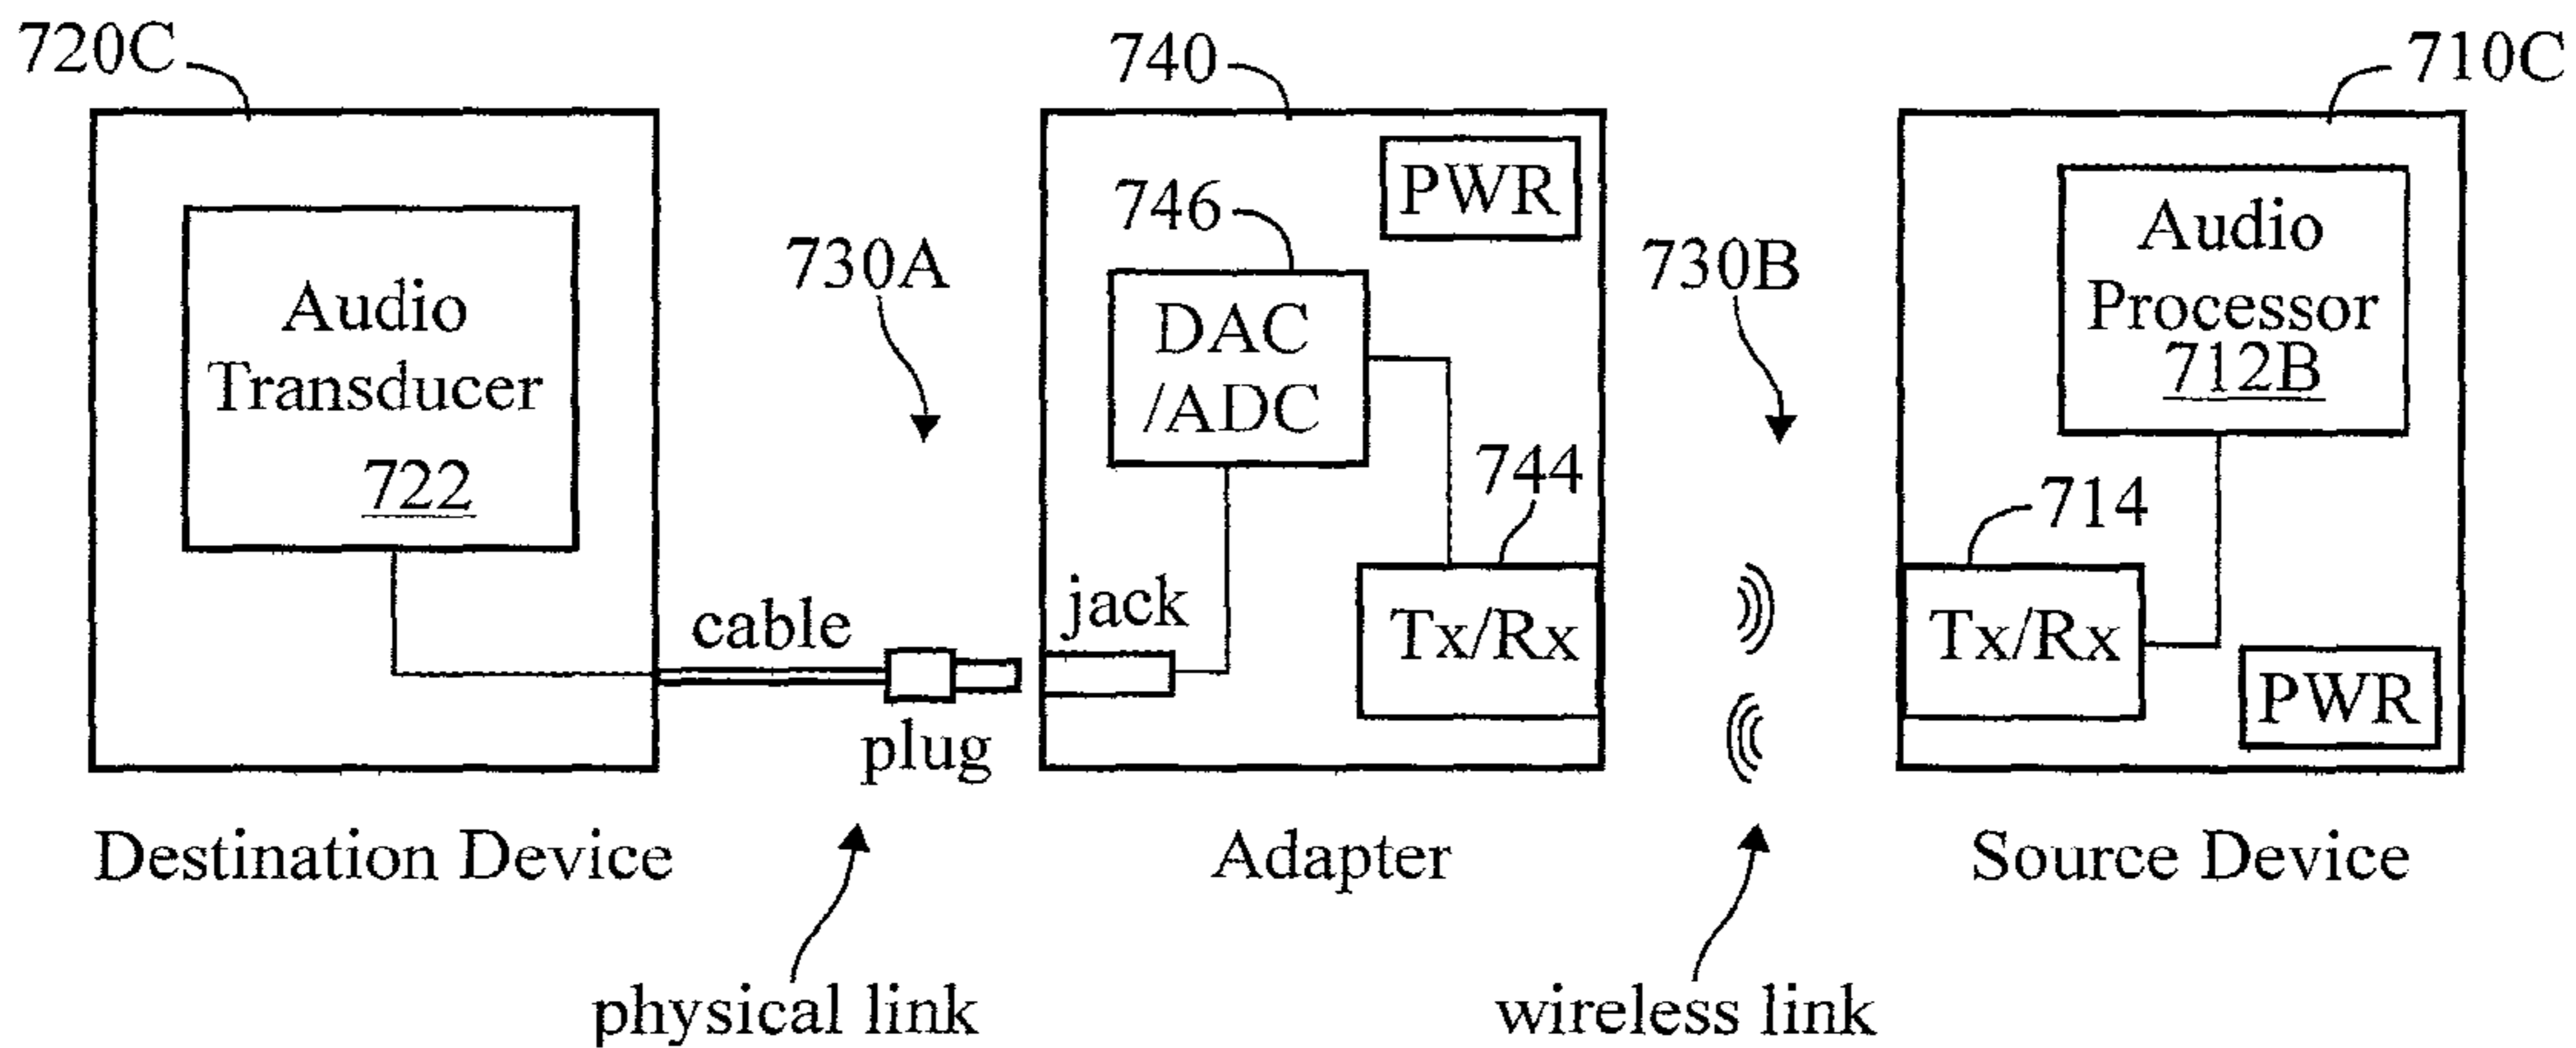 720C
740
710C
PWR
746
Audio
Processor
712B
730A
730B
Audio
Transducer
722
DAC
/ADC
744
714
cable
jack
Tx/Rx
Tx/Rx
PWR
plug
Destination Device
Adapter
Source Device
physical link
wireless link